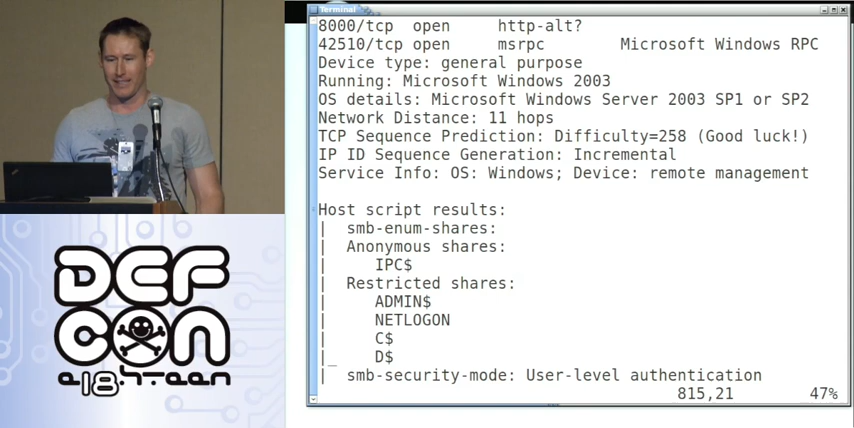 Terminal
8000/tcp open http-alt?
42510/tcp open msrpc Microsoft Windows RPC
Device type: general purpose
Running: Microsoft Windows 2003
OS details: Microsoft Windows Server 2003 SP1 or SP2
Network Distance: 11 hops
TCP Sequence Prediction: Difficulty=258 (Good luck!)
IP ID Sequence Generation: Incremental
Service Info: OS: Windows; Device: remote management
Host script results:
| smb-enum-shares:
| Anonymous shares:
| IPC$
| Restricted shares:
| ADMIN$
| NETLOGON
| C$
|_ D$
| smb-security-mode: User-level authentication
815,21 47%
DEF
CON
e18hteen